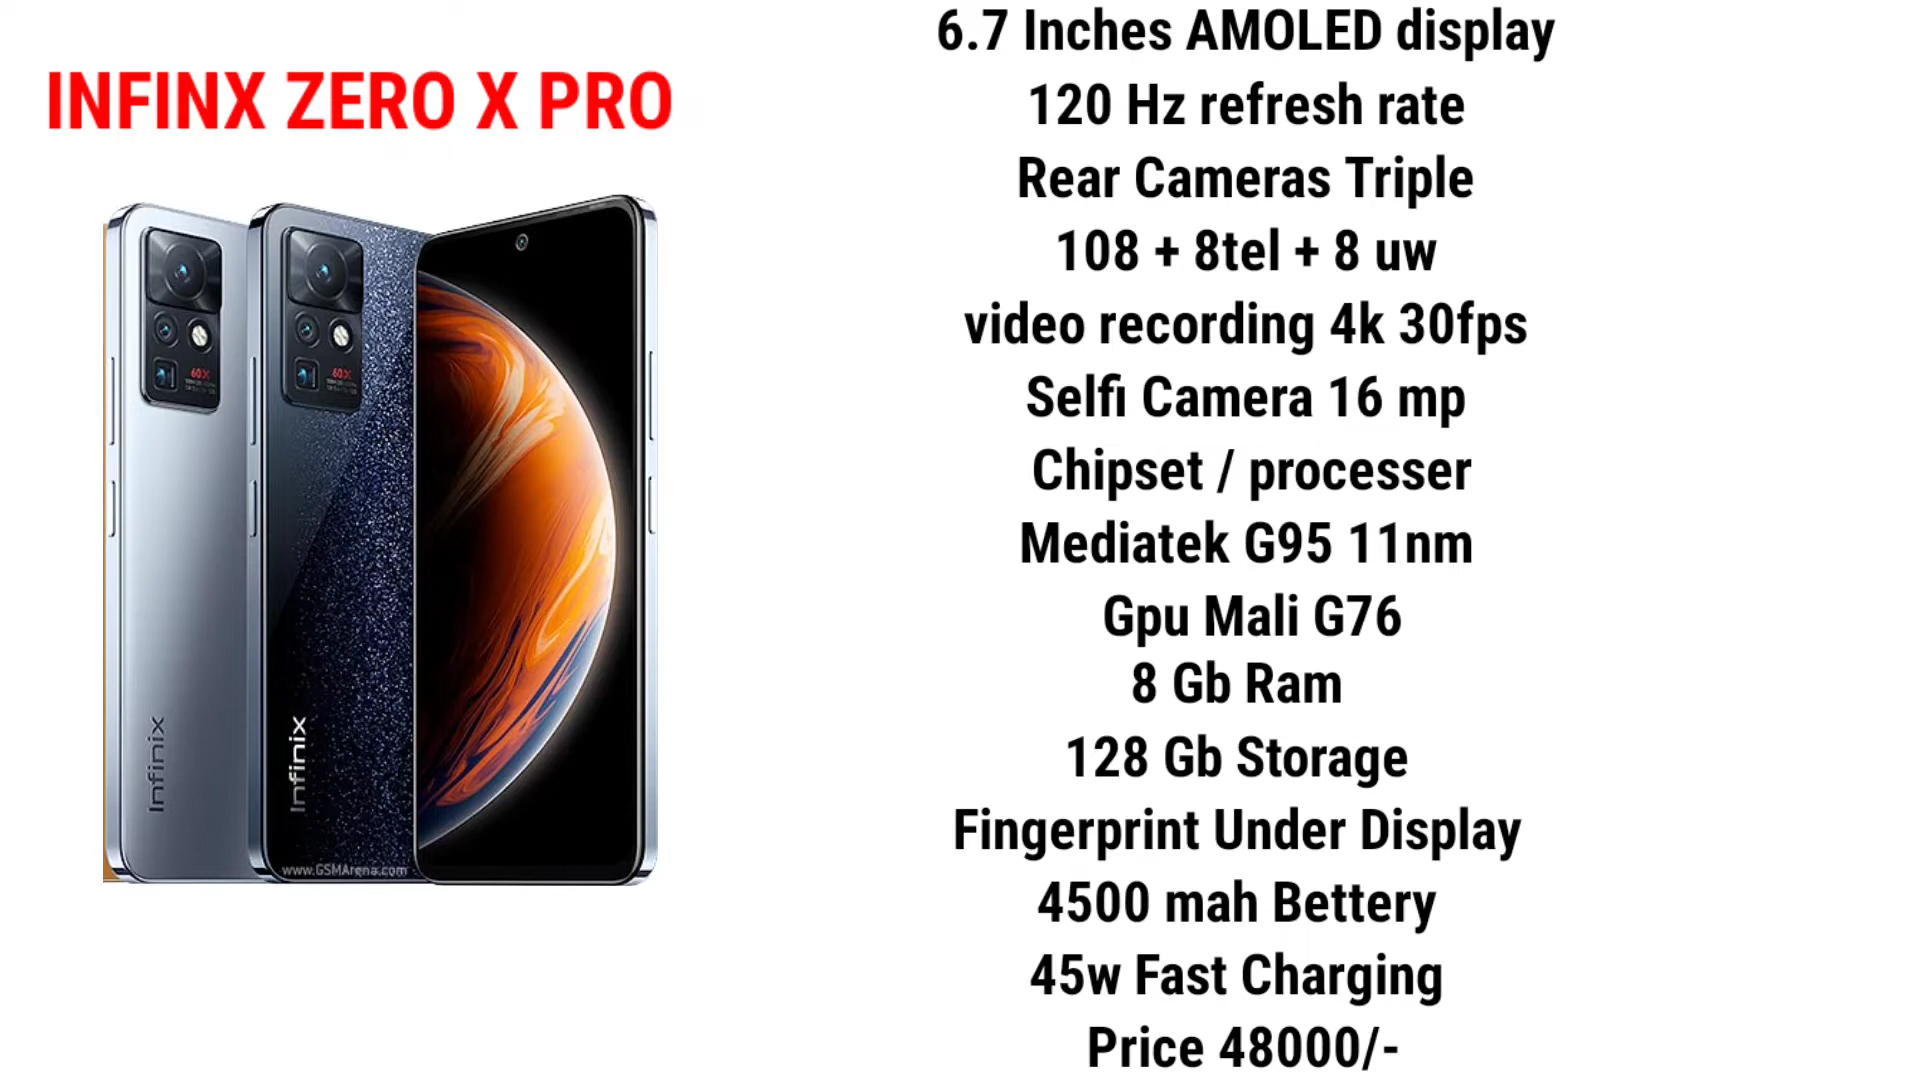 INFINX ZERO X PRO
60X
60X
Infinix
Infinix
www.GSMArena.com
6.7 Inches AMOLED display
120 Hz refresh rate
Rear Cameras Triple
108 + 8tel + 8 uw
video recording 4k 30fps
Selfi Camera 16 mp
Chipset / processer
Mediatek G95 11nm
Gpu Mali G76
8 Gb Ram
128 Gb Storage
Fingerprint Under Display
4500 mah Bettery
45w Fast Charging
Price 48000/-